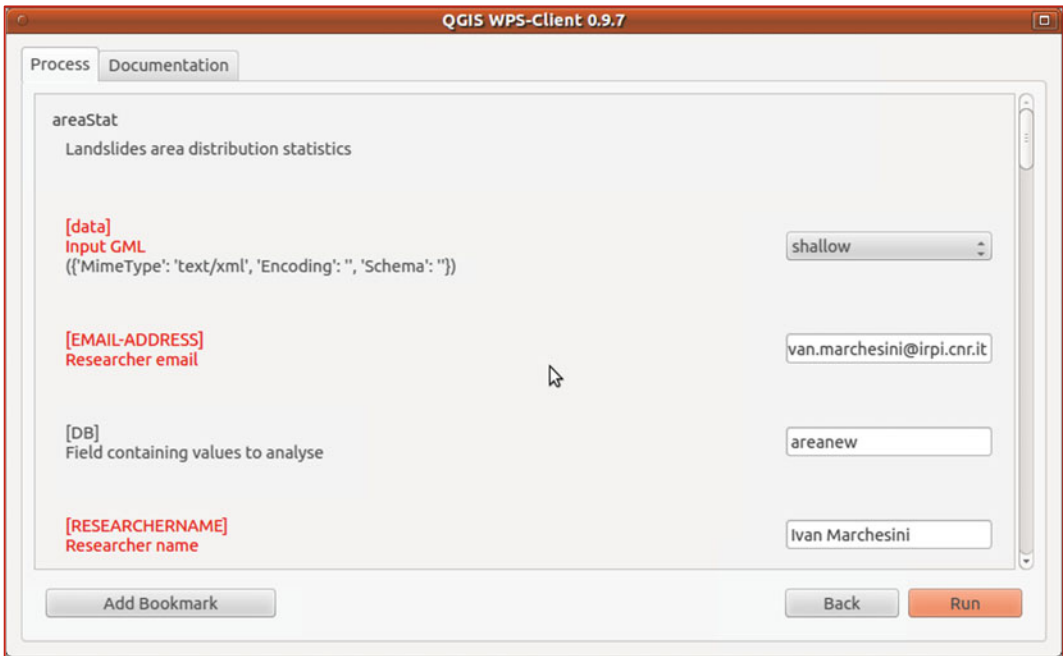 QGIS WPS-Client 0.9.7
Process Documentation
areaStat
Landslides area distribution statistics
[data]
Input GML
({'MimeType': 'text/xml', 'Encoding': '', 'Schema': ''})
shallow
[EMAIL-ADDRESS]
Researcher email
van.marchesini@irpi.cnr.it
[DB]
Field containing values to analyse
areanew
[RESEARCHERNAME]
Researcher name
Ivan Marchesini
Add Bookmark
Back
Run